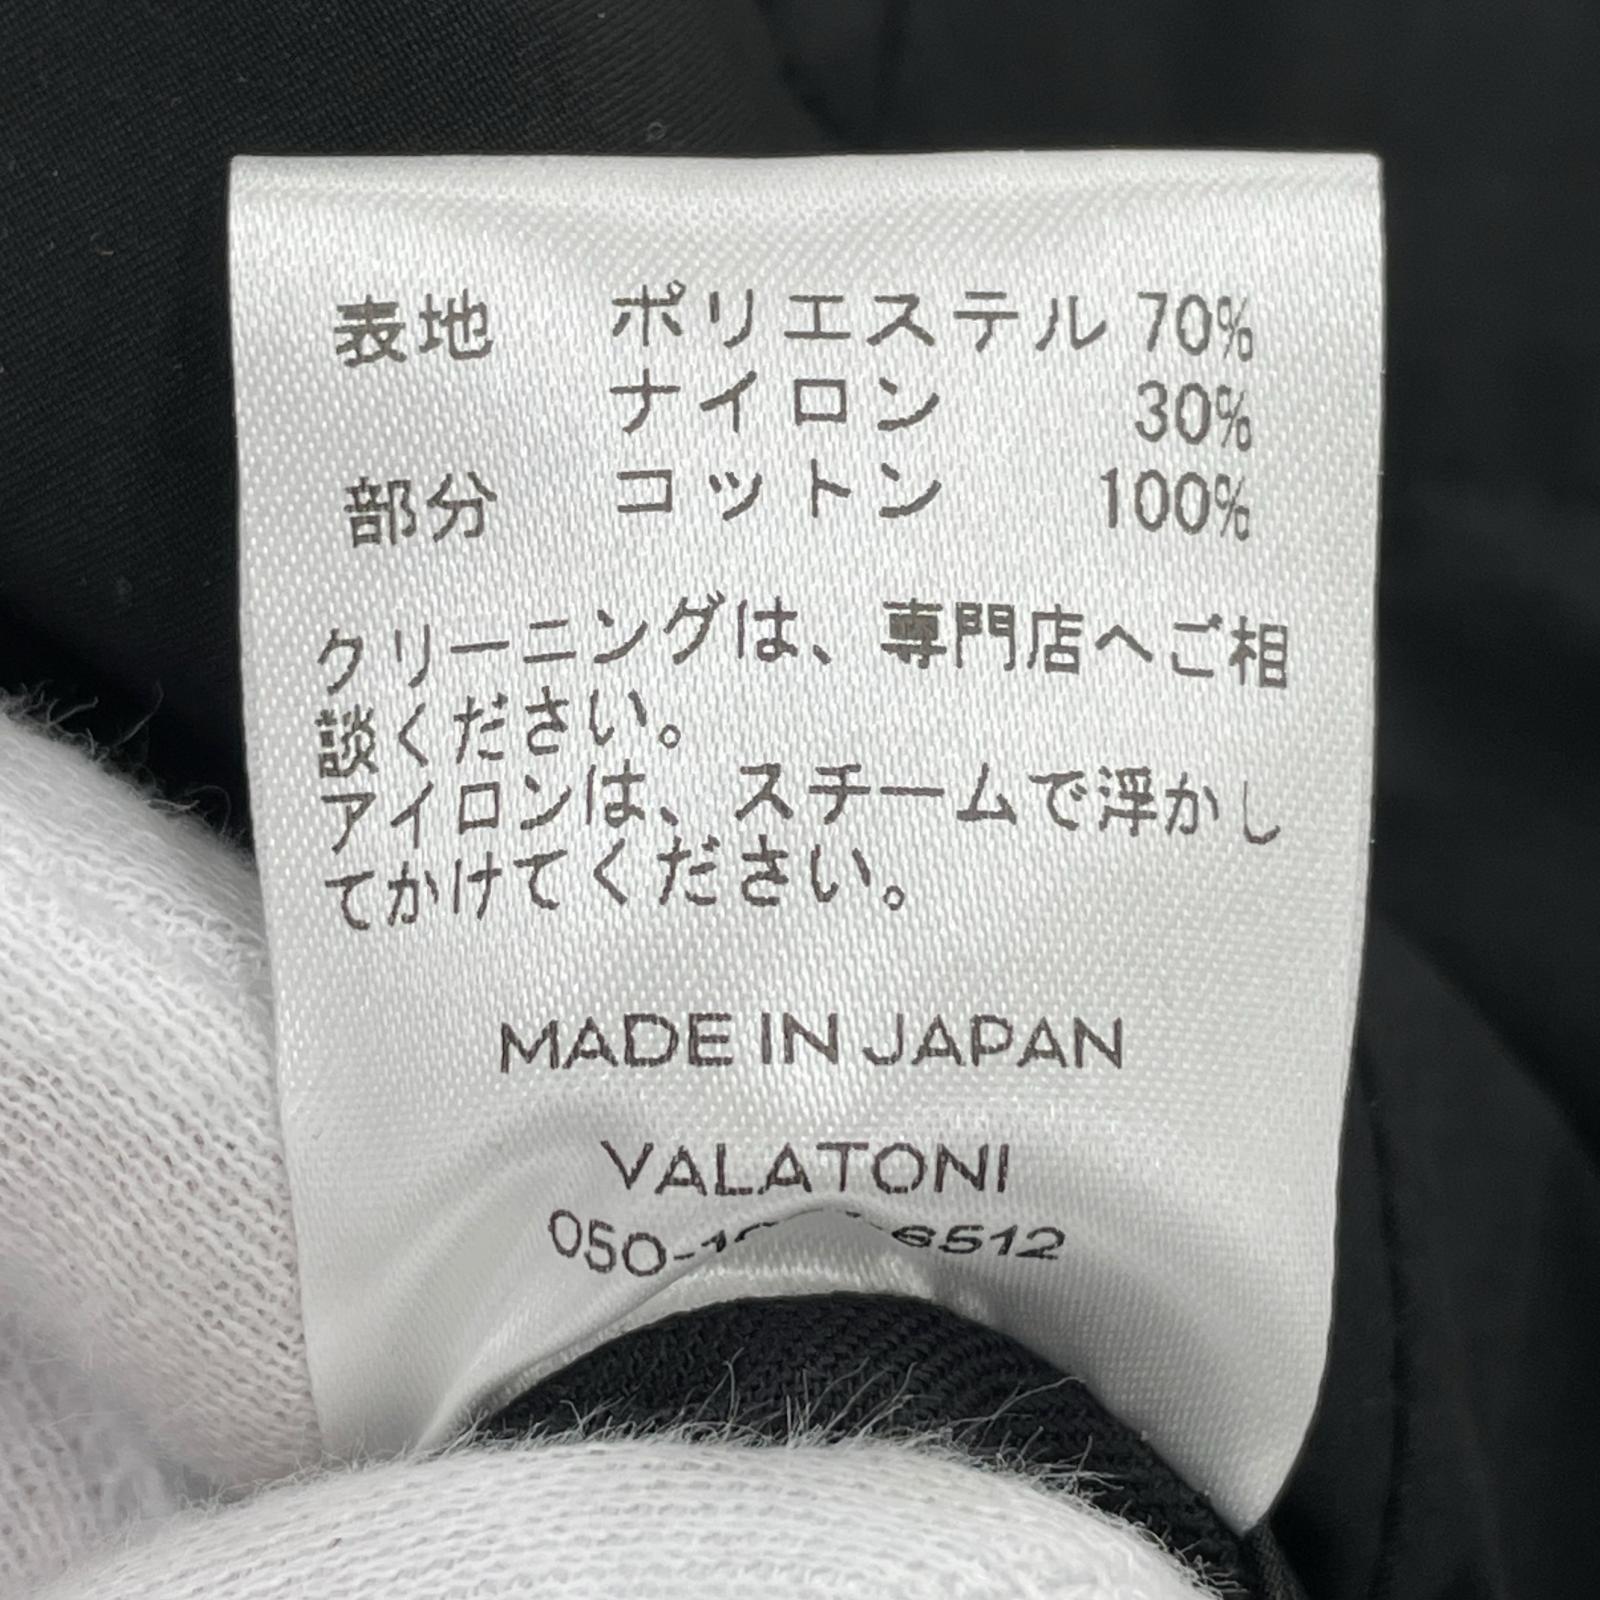 表地 ポリエステル 70%
ナイロン 30%
部分 コットン 100%
クリーニングは、専門店へご相
談ください。
アイロンは、スチームで浮かし
てかけてください。
MADE IN JAPAN
VALATONI